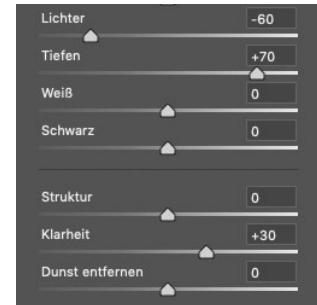 Lichter -60
Tiefen +70
Weiß 0
Schwarz 0
Struktur 0
Klarheit +30
Dunst entfernen 0